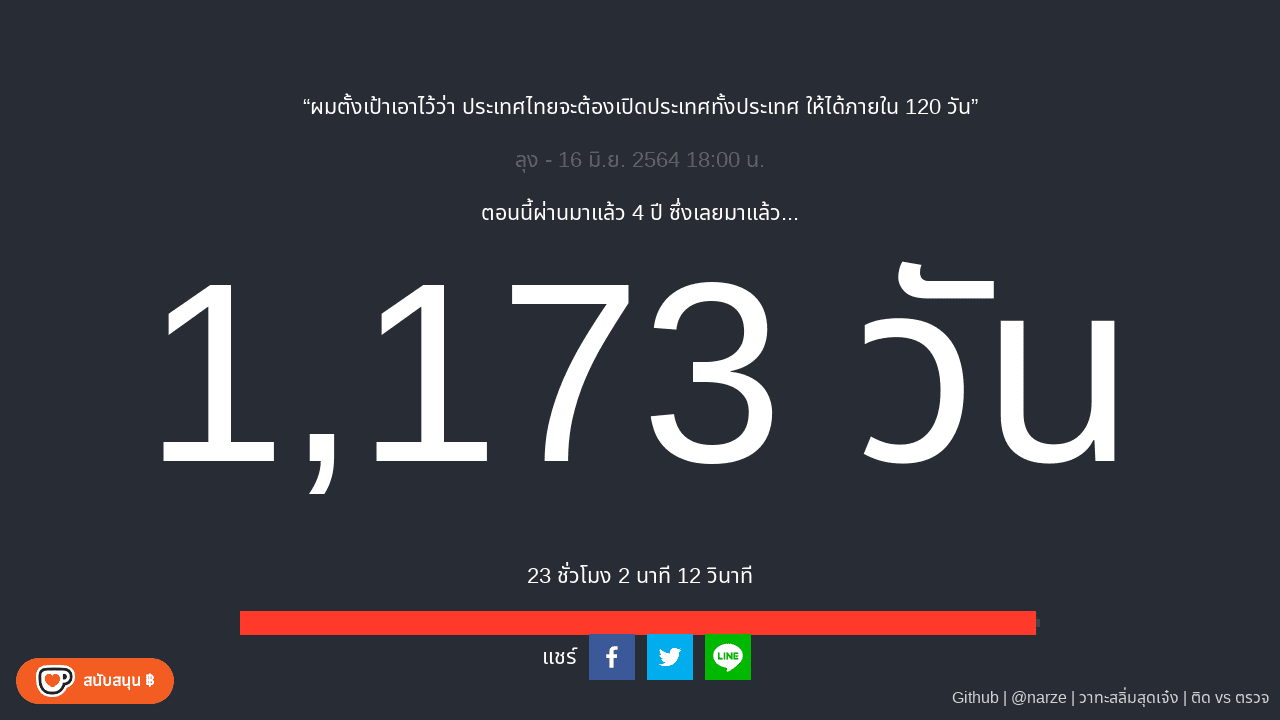 “ผมตั้งเป้าเอาไว้ว่า ประเทศไทยจะต้องเปิดประเทศทั้งประเทศ ให้ได้ภายใน 120 วัน”
ลุง - 16 มิ.ย. 2564 18:00 น.
ตอนนี้ผ่านมาแล้ว 4 ปี ซึ่งเลยมาแล้ว...
1,173 วัน
23 ชั่วโมง 2 นาที 12 วินาที
แชร์
LINE
สนับสนุน ฿
Github | @narze | วาทะสลิ่มสุดเจ๋ง | ติด vs ตรวจ